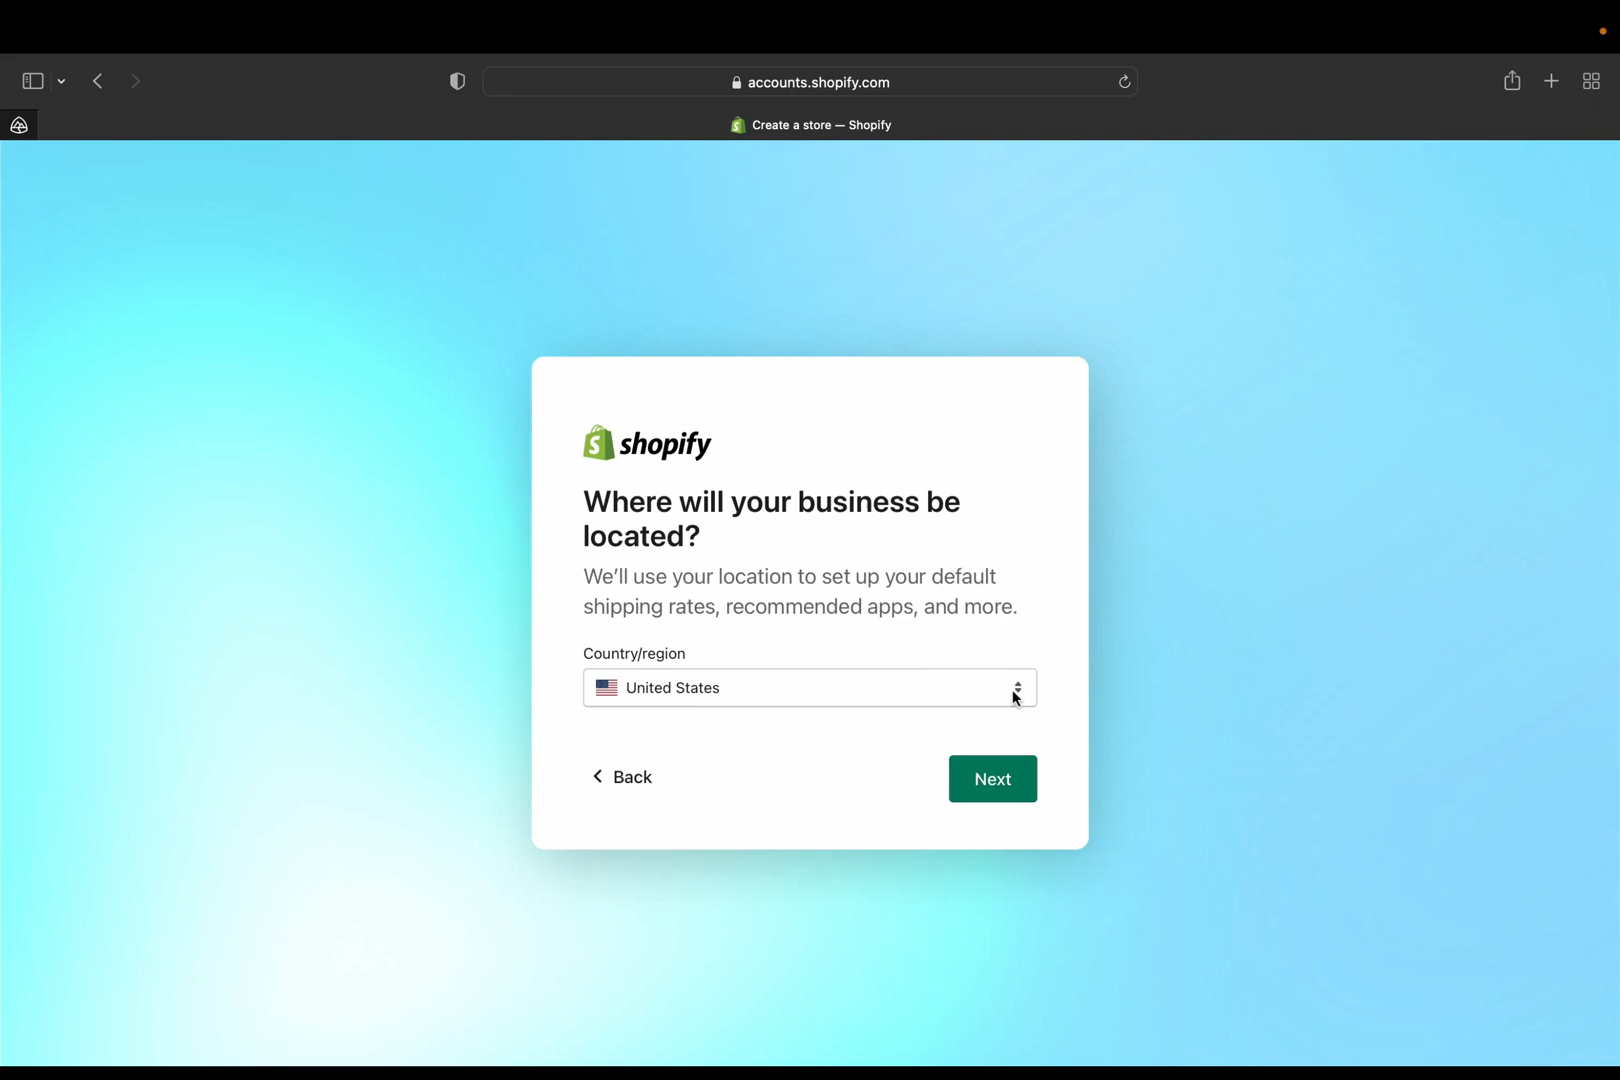 accounts.shopify.com
Create a store — Shopify
shopify
Where will your business be
located?
We’ll use your location to set up your default
shipping rates, recommended apps, and more.
Country/region
United States
Back
Next